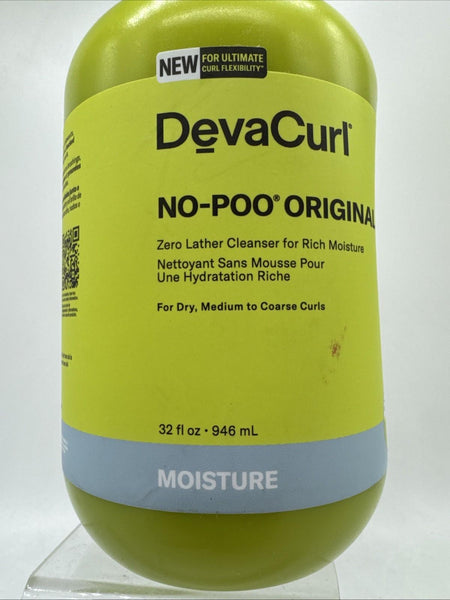 NEW
FOR ULTIMATE
CURL FLEXIBILITY™
DevaCurl®
NO-POO® ORIGINAL
Zero Lather Cleanser for Rich Moisture
Nettoyant Sans Mousse Pour
Une Hydratation Riche
For Dry, Medium to Coarse Curls
32 fl oz • 946 mL
MOISTURE